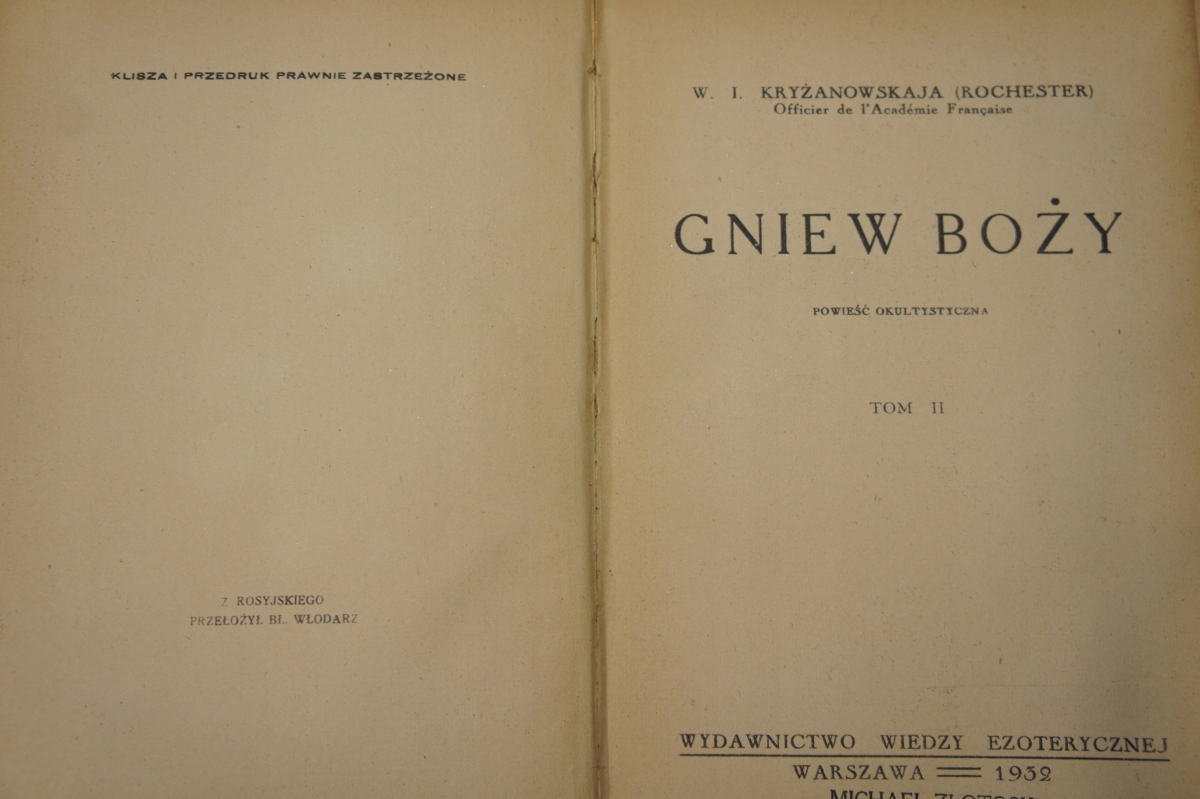 KLISZA I PRZEDRUK PRAWNIE ZASTRZEŻONE
Z ROSYJSKIEGO
PRZEŁOŻYŁ BŁ. WŁODARZ
W. I. KRYŻANOWSKAJA (ROCHESTER)
Officier de l'Académie Française
GNIEW BOŻY
POWIEŚĆ OKULTYSTYCZNA
TOM II
WYDAWNICTWO WIEDZY EZOTERYCZNEJ
WARSZAWA 1932
MICHAEL